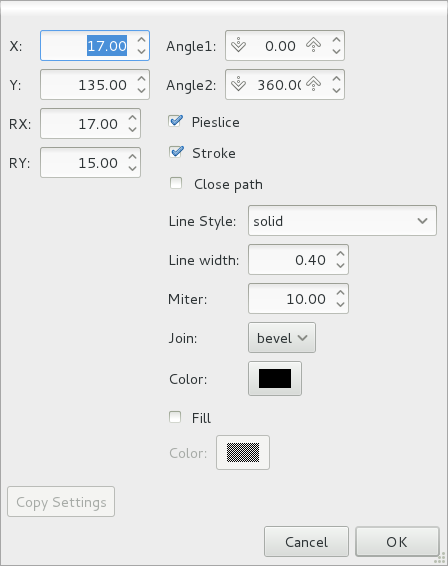 X: 17.00 Angle1: 0.00
Y: 135.00 Angle2: 360.00
RX: 17.00 Pieslice
RY: 15.00 Stroke
Close path
Line Style: solid
Line width: 0.40
Miter: 10.00
Join: bevel
Color:
Fill
Color:
Copy Settings
Cancel OK